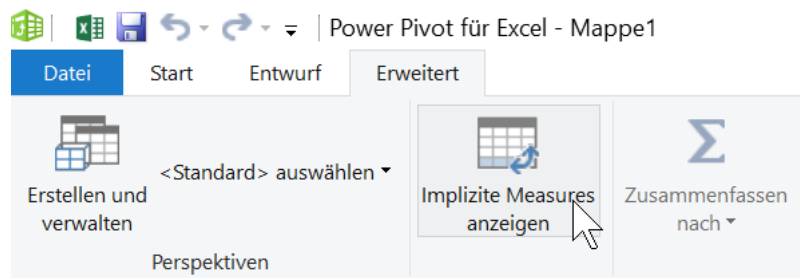 Power Pivot für Excel - Mappe1
Datei Start Entwurf Erweitert
<Standard> auswählen
Erstellen und verwalten
Implizite Measures anzeigen
Zusammenfassen nach
Perspektiven